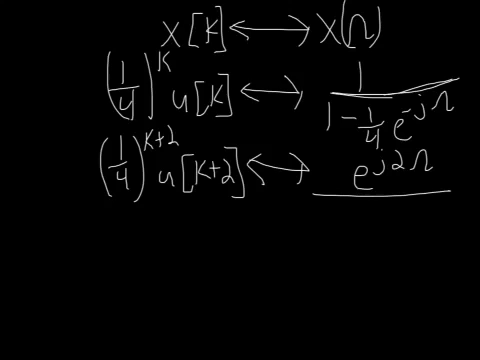 x[k] ↔ X(Ω)
(1/4)^k u[k] ↔ 1/(1 - 1/4 e^{-jΩ})
(1/4)^{k+2} u[k+2] ↔ e^{j2Ω}